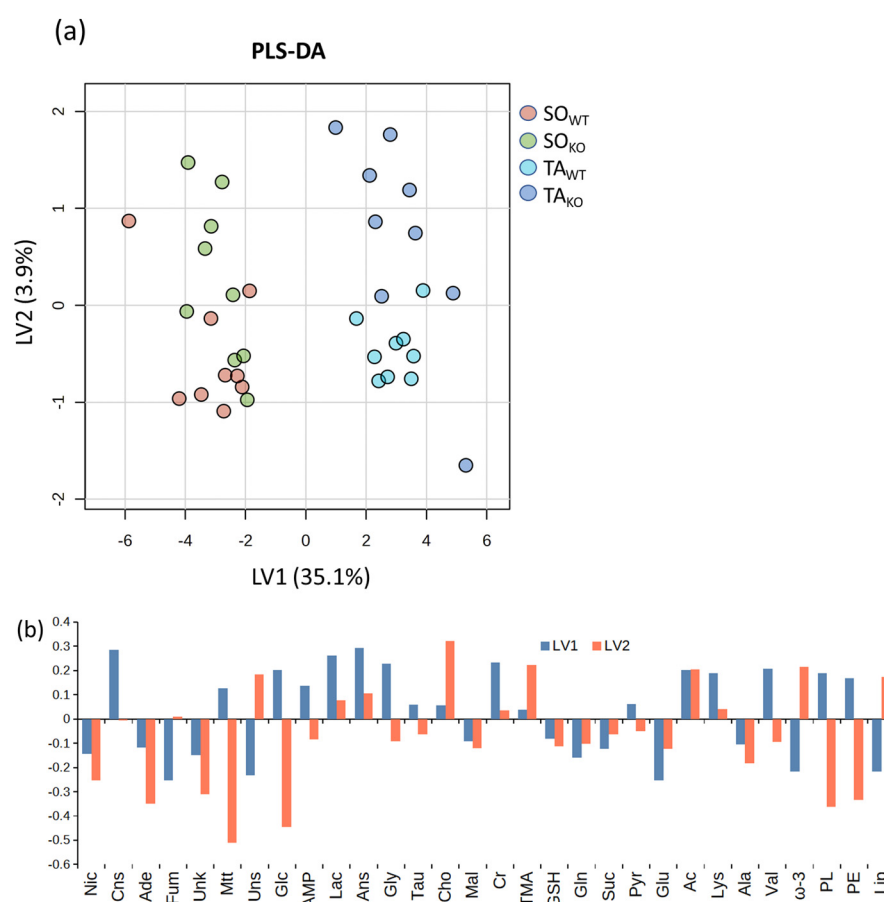 (a)
PLS-DA
SOWT
SOKO
TAWT
TAKO
2
1
0
-1
-2
LV2 (3.9%)
-6 -4 -2 0 2 4 6
LV1 (35.1%)
(b)
LV1 LV2
0.4
0.3
0.2
0.1
0
-0.1
-0.2
-0.3
-0.4
-0.5
-0.6
Nic Cns Ade Fum Unk Mtt Uns Glc AMP Lac Ans Gly Tau Cho Mal Cr TMA GSH Gln Suc Pyr Glu Ac Lys Ala Val ω-3 PL PE Lin